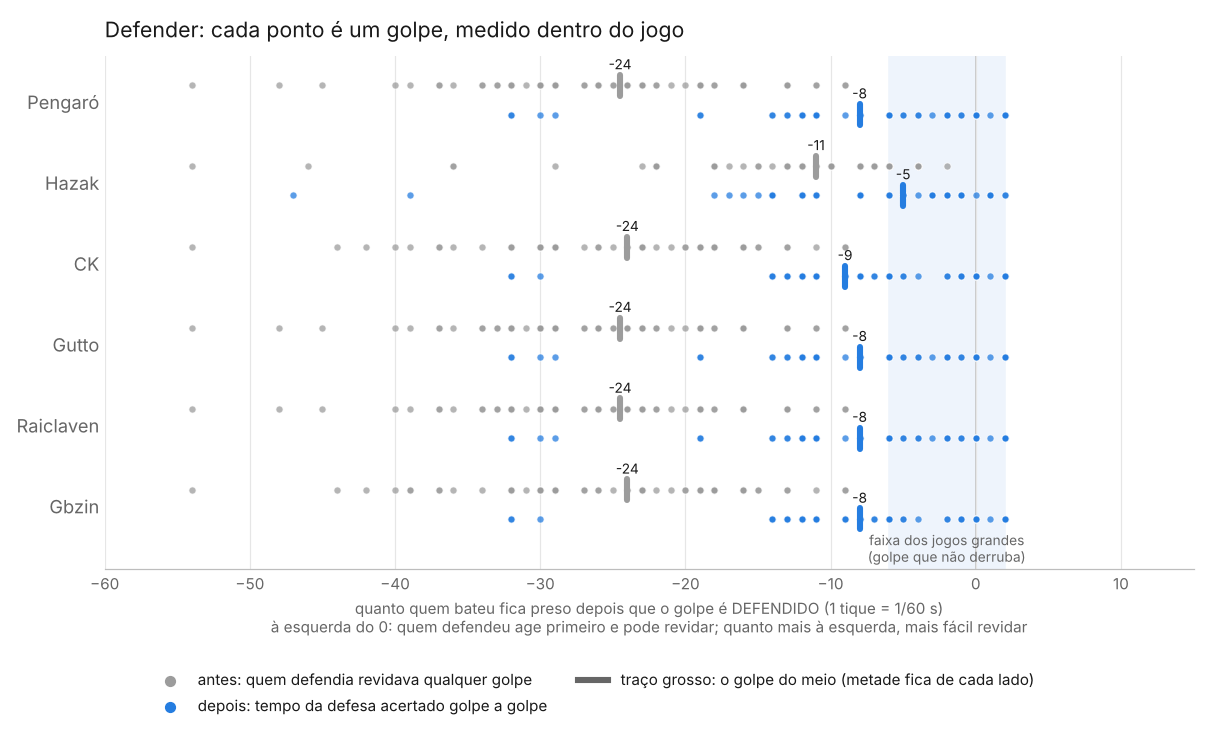 Defender: cada ponto é um golpe, medido dentro do jogo
Pengaró
-24
-8
Hazak
-11
-5
CK
-24
-9
Gutto
-24
-8
Raiclaven
-24
-8
Gbzin
-24
-8
faixa dos jogos grandes
(golpe que não derruba)
−60 −50 −40 −30 −20 −10 0 10
quanto quem bateu fica preso depois que o golpe é DEFENDIDO (1 tique = 1/60 s)
à esquerda do 0: quem defendeu age primeiro e pode revidar; quanto mais à esquerda, mais fácil revidar
antes: quem defendia revidava qualquer golpe
traço grosso: o golpe do meio (metade fica de cada lado)
depois: tempo da defesa acertado golpe a golpe